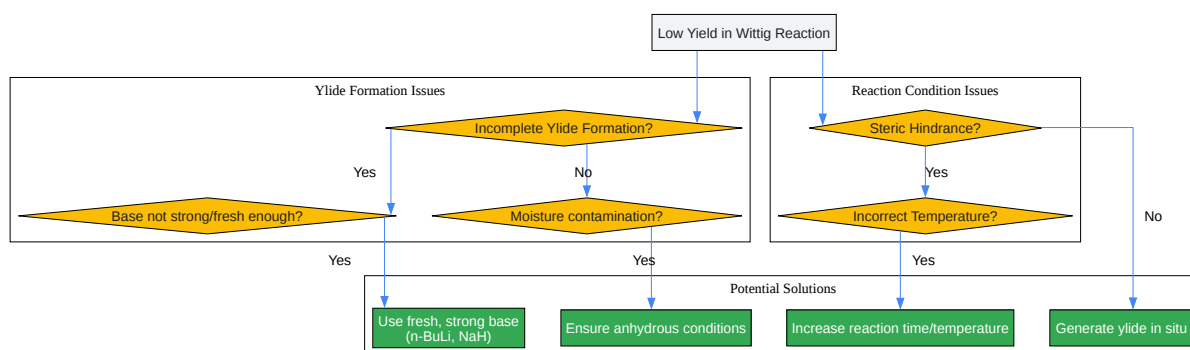 Low Yield in Wittig Reaction
Ylide Formation Issues
Reaction Condition Issues
Incomplete Ylide Formation?
Steric Hindrance?
Yes
No
Yes
Base not strong/fresh enough?
Moisture contamination?
Incorrect Temperature?
No
Yes
Yes
Yes
Potential Solutions
Use fresh, strong base
(n-BuLi, NaH)
Ensure anhydrous conditions
Increase reaction time/temperature
Generate ylide in situ